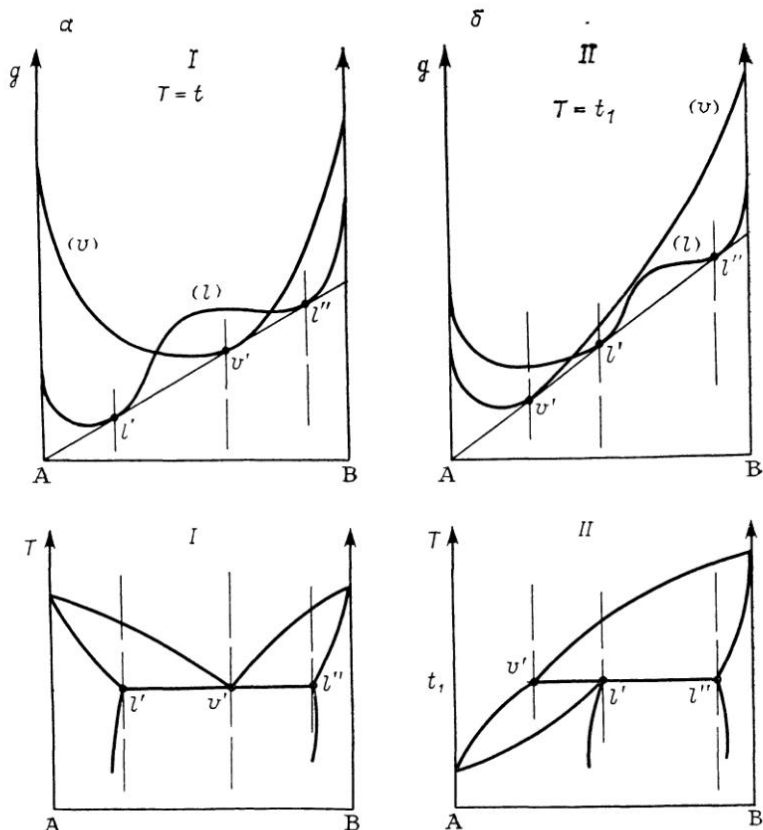 а
I
g
T = t
(υ)
(l)
l'
υ'
l''
A
B
б
II
g
T = t₁
(υ)
(l)
l''
l'
υ'
A
B
T
I
l'
υ'
l''
A
B
T
II
υ'
t₁
l'
l''
A
B